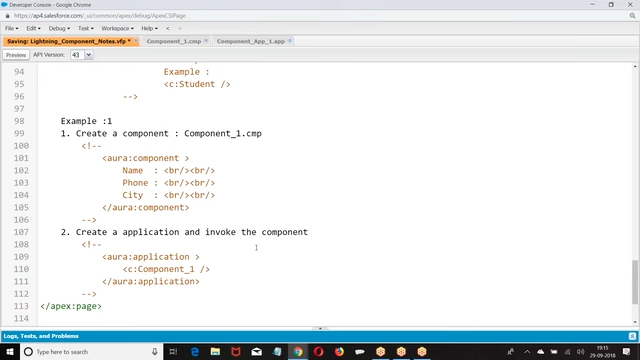 Developer Console - Google Chrome
https://ap4.salesforce.com/_ui/common/apex/debug/ApexCSIPage
File Edit Debug Test Workspace Help < >
Saving: Lightning_Component_Notes.vfp * Component_1.cmp Component_App_1.app
Preview API Version: 43
94 Example :
95 <c:Student />
96 -->
97
98 Example :1
99 1. Create a component : Component_1.cmp
100 <!--
101 <aura:component >
102 Name : <br/><br/>
103 Phone : <br/><br/>
104 City : <br/><br/>
105 </aura:component>
106 -->
107 2. Create a application and invoke the component
108 <!--
109 <aura:application >
110 <c:Component_1 />
111 </aura:application>
112 -->
113 </apex:page>
114
Logs, Tests, and Problems
Type here to search
19:15
29-09-2018